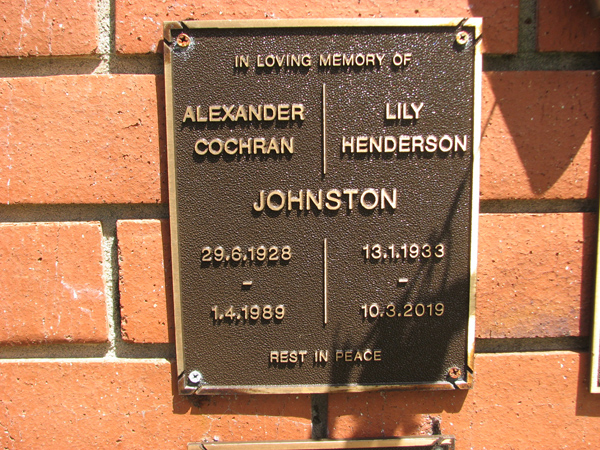 IN LOVING MEMORY OF
ALEXANDER
COCHRAN
LILY
HENDERSON
JOHNSTON
29.6.1928
-
1.4.1989
13.1.1933
-
10.3.2019
REST IN PEACE